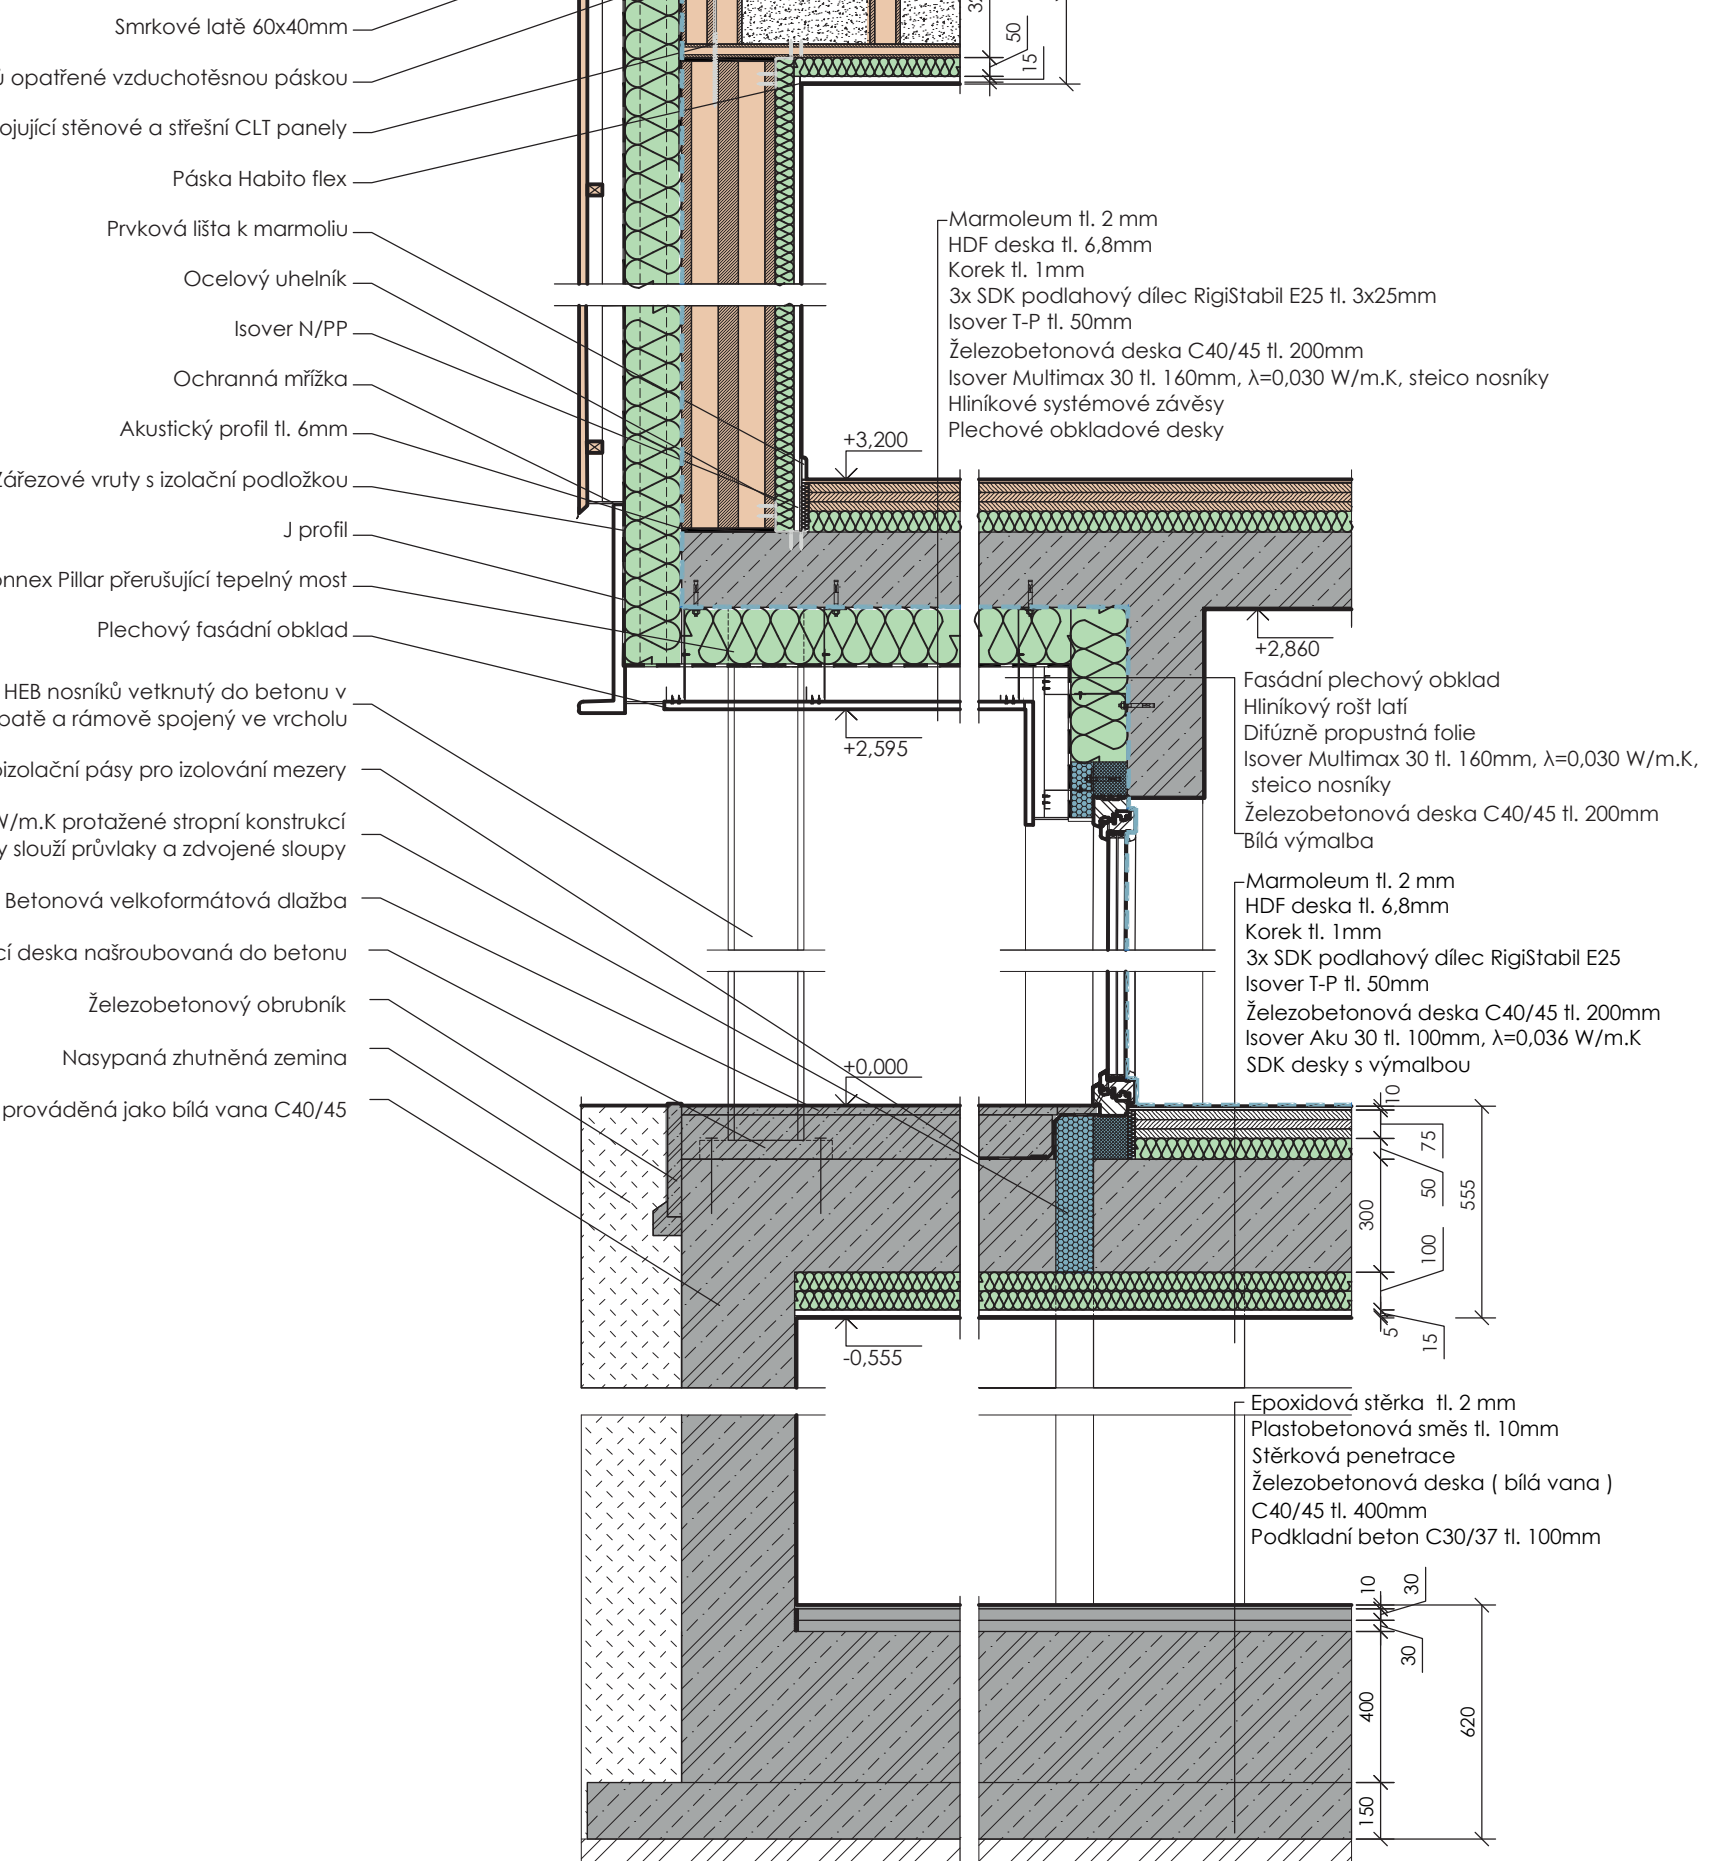 Smrkové latě 60x40mm
opatřené vzduchotěsnou páskou
stěnové a střešní CLT panely
Páska Habito flex
Prvková lišta k marmoliu
Ocelový uhelník
Isover N/PP
Ochranná mřížka
Akustický profil tl. 6mm
Zářezové vruty s izolační podložkou
J profil
Pillar přerušující tepelný most
Plechový fasádní obklad
HEB nosníků vetknutý do betonu v
patě a rámově spojený ve vrcholu
pásy pro izolování mezery
W/m.K protažené stropní konstrukcí
slouží průvlaky a zdvojené sloupy
Betonová velkoformátová dlažba
deska našroubovaná do betonu
Železobetonový obrubník
Nasypaná zhutněná zemina
prováděná jako bílá vana C40/45
50
15
Marmoleum tl. 2 mm
HDF deska tl. 6,8mm
Korek tl. 1mm
3x SDK podlahový dílec RigiStabil E25 tl. 3x25mm
Isover T-P tl. 50mm
Železobetonová deska C40/45 tl. 200mm
Isover Multimax 30 tl. 160mm, λ=0,030 W/m.K, steico nosníky
Hliníkové systémové závěsy
Plechové obkladové desky
+3,200
+2,860
+2,595
Fasádní plechový obklad
Hliníkový rošt latí
Difúzně propustná folie
Isover Multimax 30 tl. 160mm, λ=0,030 W/m.K,
steico nosníky
Železobetonová deska C40/45 tl. 200mm
Bílá výmalba
Marmoleum tl. 2 mm
HDF deska tl. 6,8mm
Korek tl. 1mm
3x SDK podlahový dílec RigiStabil E25
Isover T-P tl. 50mm
Železobetonová deska C40/45 tl. 200mm
Isover Aku 30 tl. 100mm, λ=0,036 W/m.K
SDK desky s výmalbou
+0,000
10
75
50
300
555
100
5
15
-0,555
Epoxidová stěrka tl. 2 mm
Plastobetonová směs tl. 10mm
Stěrková penetrace
Železobetonová deska ( bílá vana )
C40/45 tl. 400mm
Podkladní beton C30/37 tl. 100mm
10
30
30
400
620
150